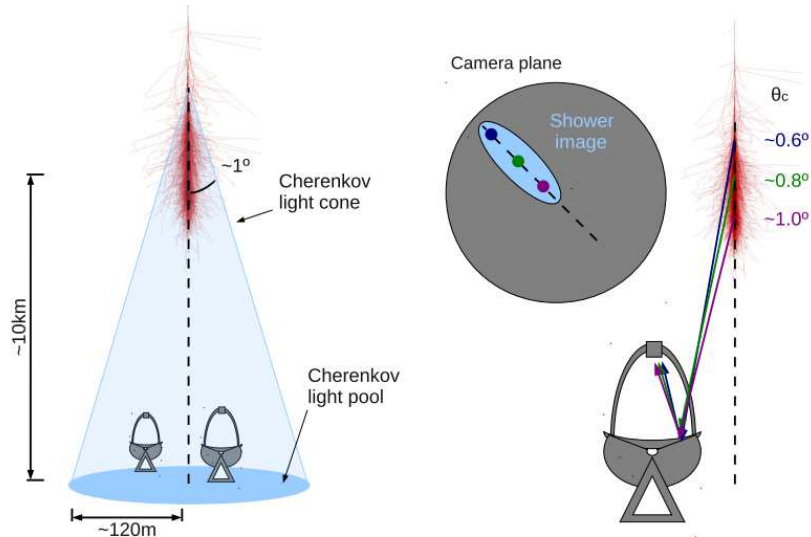 ~1º
Cherenkov
light cone
~10km
Cherenkov
light pool
~120m
Camera plane
Shower
image
θc
~0.6º
~0.8º
~1.0º